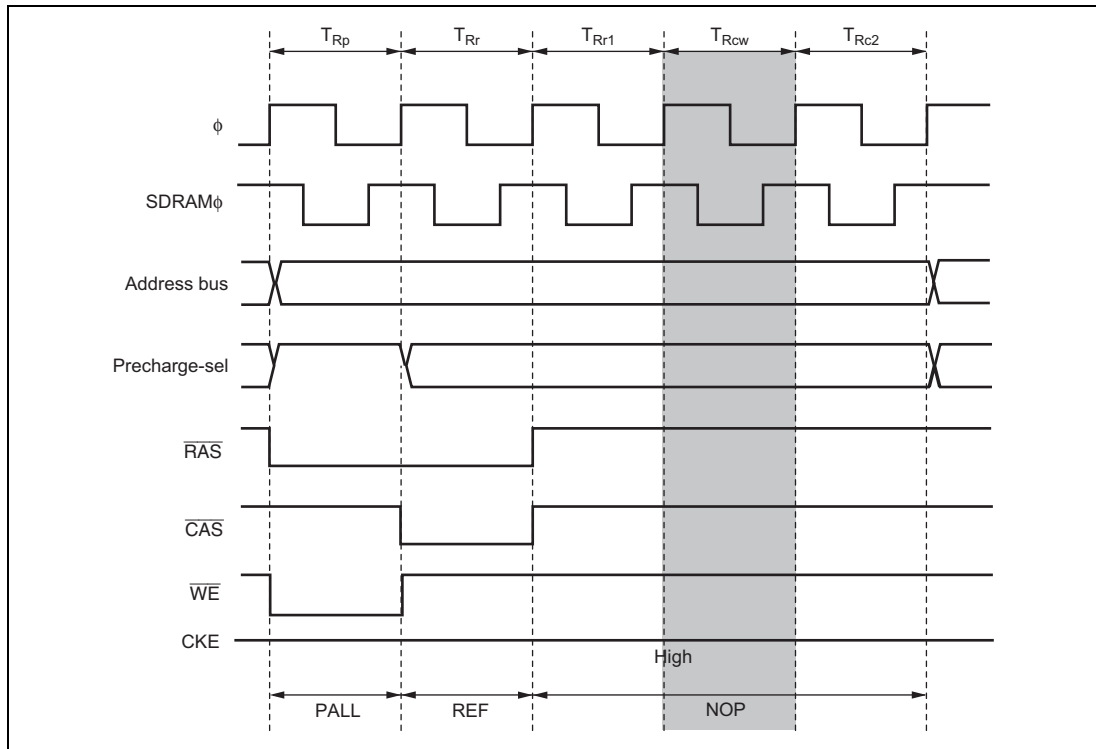 TRp TRr TRr1 TRcw TRc2
ϕ
SDRAMϕ
Address bus
Precharge-sel
RAS
CAS
WE
CKE
High
PALL REF NOP